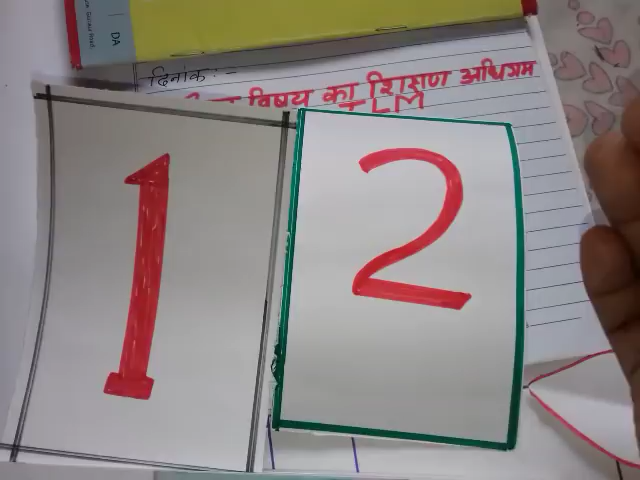 DA
दिनांक :-
विषय का शिक्षण अधिगम
TLM
1
2